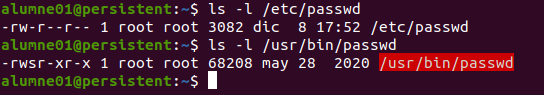 alumne01@persistent:~$ ls -l /etc/passwd
-rw-r--r-- 1 root root 3082 dic  8 17:52 /etc/passwd
alumne01@persistent:~$ ls -l /usr/bin/passwd
-rwsr-xr-x 1 root root 68208 may 28  2020 /usr/bin/passwd
alumne01@persistent:~$